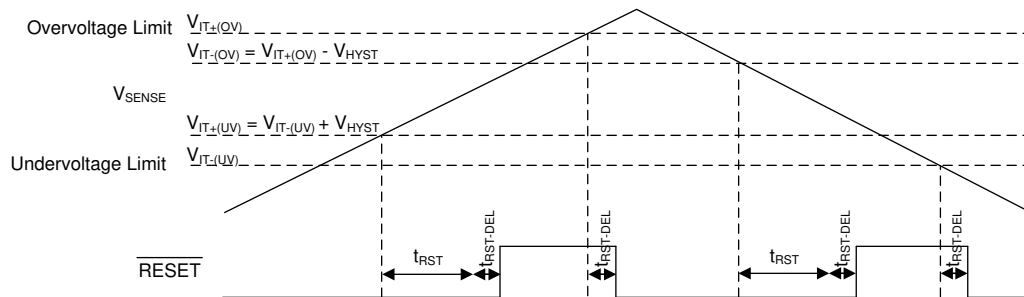 Overvoltage Limit V_IT+(OV)
V_IT-(OV) = V_IT+(OV) - V_HYST
V_SENSE
V_IT+(UV) = V_IT-(UV) + V_HYST
Undervoltage Limit V_IT-(UV)
RESET
t_RST
t_RST-DEL
t_RST-DEL
t_RST
t_RST-DEL
t_RST-DEL